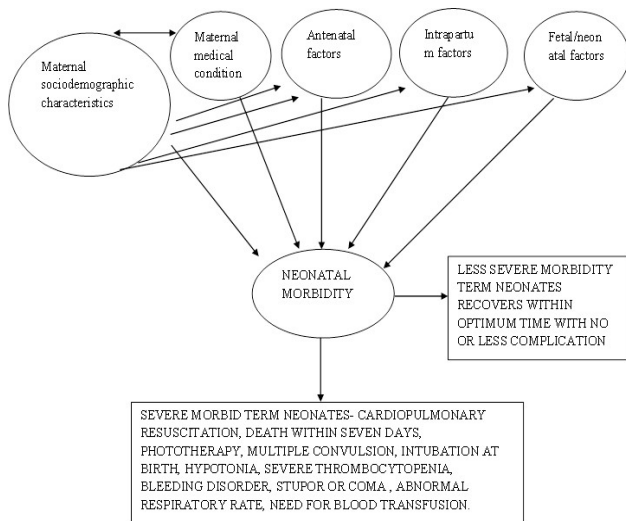 Maternal
sociodemographic
characteristics
Maternal
medical
condition
Antenatal
factors
Intrapartu
m factors
Fetal/neon
atal factors
NEONATAL
MORBIDITY
LESS SEVERE MORBIDITY
TERM NEONATES
RECOVERS WITHIN
OPTIMUM TIME WITH NO
OR LESS COMPLICATION
SEVERE MORBID TERM NEONATES- CARDIOPULMONARY
RESUSCITATION, DEATH WITHIN SEVEN DAYS,
PHOTOTHERAPY, MULTIPLE CONVULSION, INTUBATION AT
BIRTH, HYPOTONIA, SEVERE THROMBOCYTOPENIA,
BLEEDING DISORDER, STUPOR OR COMA , ABNORMAL
RESPIRATORY RATE, NEED FOR BLOOD TRANSFUSION.